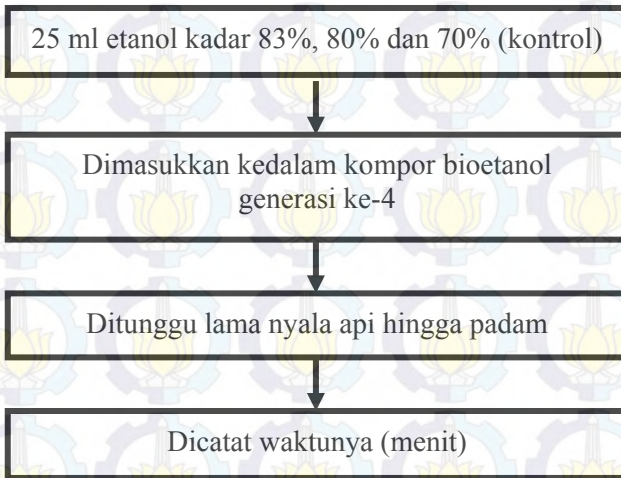 25 ml etanol kadar 83%, 80% dan 70% (kontrol)
Dimasukkan kedalam kompor bioetanol
generasi ke-4
Ditunggu lama nyala api hingga padam
Dicatat waktunya (menit)